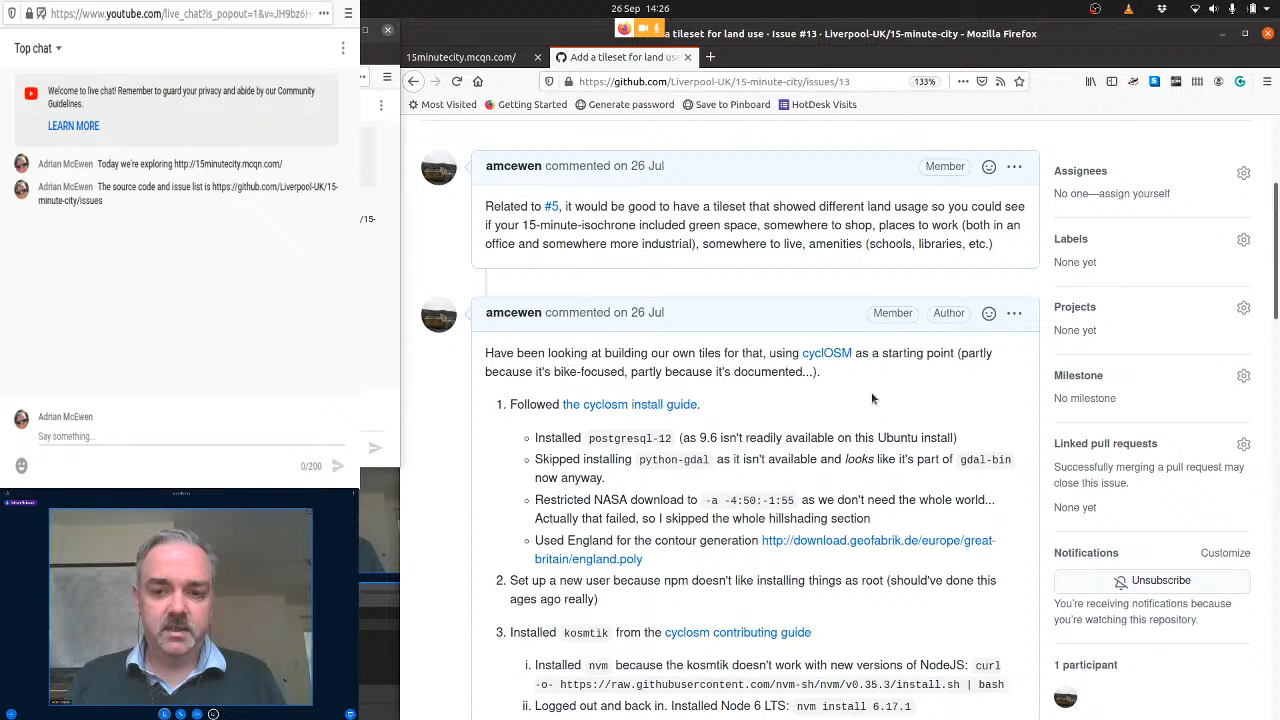 https://www.youtube.com/live_chat?is_popout=1&v=JH9bz6H
Top chat
Welcome to live chat! Remember to guard your privacy and abide by our Community
Guidelines.
LEARN MORE
Adrian McEwen Today we're exploring http://15minutecity.mcqn.com/
Adrian McEwen The source code and issue list is https://github.com/Liverpool-UK/15-
minute-city/issues
Adrian McEwen
Say something...
0/200
26 Sep 14:26
a tileset for land use · Issue #13 · Liverpool-UK/15-minute-city - Mozilla Firefox
15minutecity.mcqn.com/
Add a tileset for land use
https://github.com/Liverpool-UK/15-minute-city/issues/13
133%
Most Visited
Getting Started
Generate password
Save to Pinboard
HotDesk Visits
amcewen commented on 26 Jul
Member
Related to #5, it would be good to have a tileset that showed different land usage so you could see
if your 15-minute-isochrone included green space, somewhere to shop, places to work (both in an
office and somewhere more industrial), somewhere to live, amenities (schools, libraries, etc.)
amcewen commented on 26 Jul
Member
Author
Have been looking at building our own tiles for that, using cyclOSM as a starting point (partly
because it's bike-focused, partly because it's documented...).
1. Followed the cyclosm install guide.
Installed postgresql-12 (as 9.6 isn't readily available on this Ubuntu install)
Skipped installing python-gdal as it isn't available and looks like it's part of gdal-bin
now anyway.
Restricted NASA download to -11:50:-1:55 as we don't need the whole world...
Actually that failed, so I skipped the whole hillshading section
Used England for the contour generation http://download.geofabrik.de/europe/great-
britain/england.poly
2. Set up a new user because npm doesn't like installing things as root (should've done this
ages ago really)
3. Installed kosmtik from the cyclosm contributing guide
i. Installed nvm because the kosmtik doesn't work with new versions of NodeJS: curl
-o- https://raw.githubusercontent.com/nvm-sh/nvm/v0.35.3/install.sh | bash
ii. Logged out and back in. Installed Node 6 LTS: nvm install 6.17.1
Assignees
No one—assign yourself
Labels
None yet
Projects
None yet
Milestone
No milestone
Linked pull requests
Successfully merging a pull request may
close this issue.
None yet
Notifications
Customize
Unsubscribe
You're receiving notifications because
you're watching this repository.
1 participant